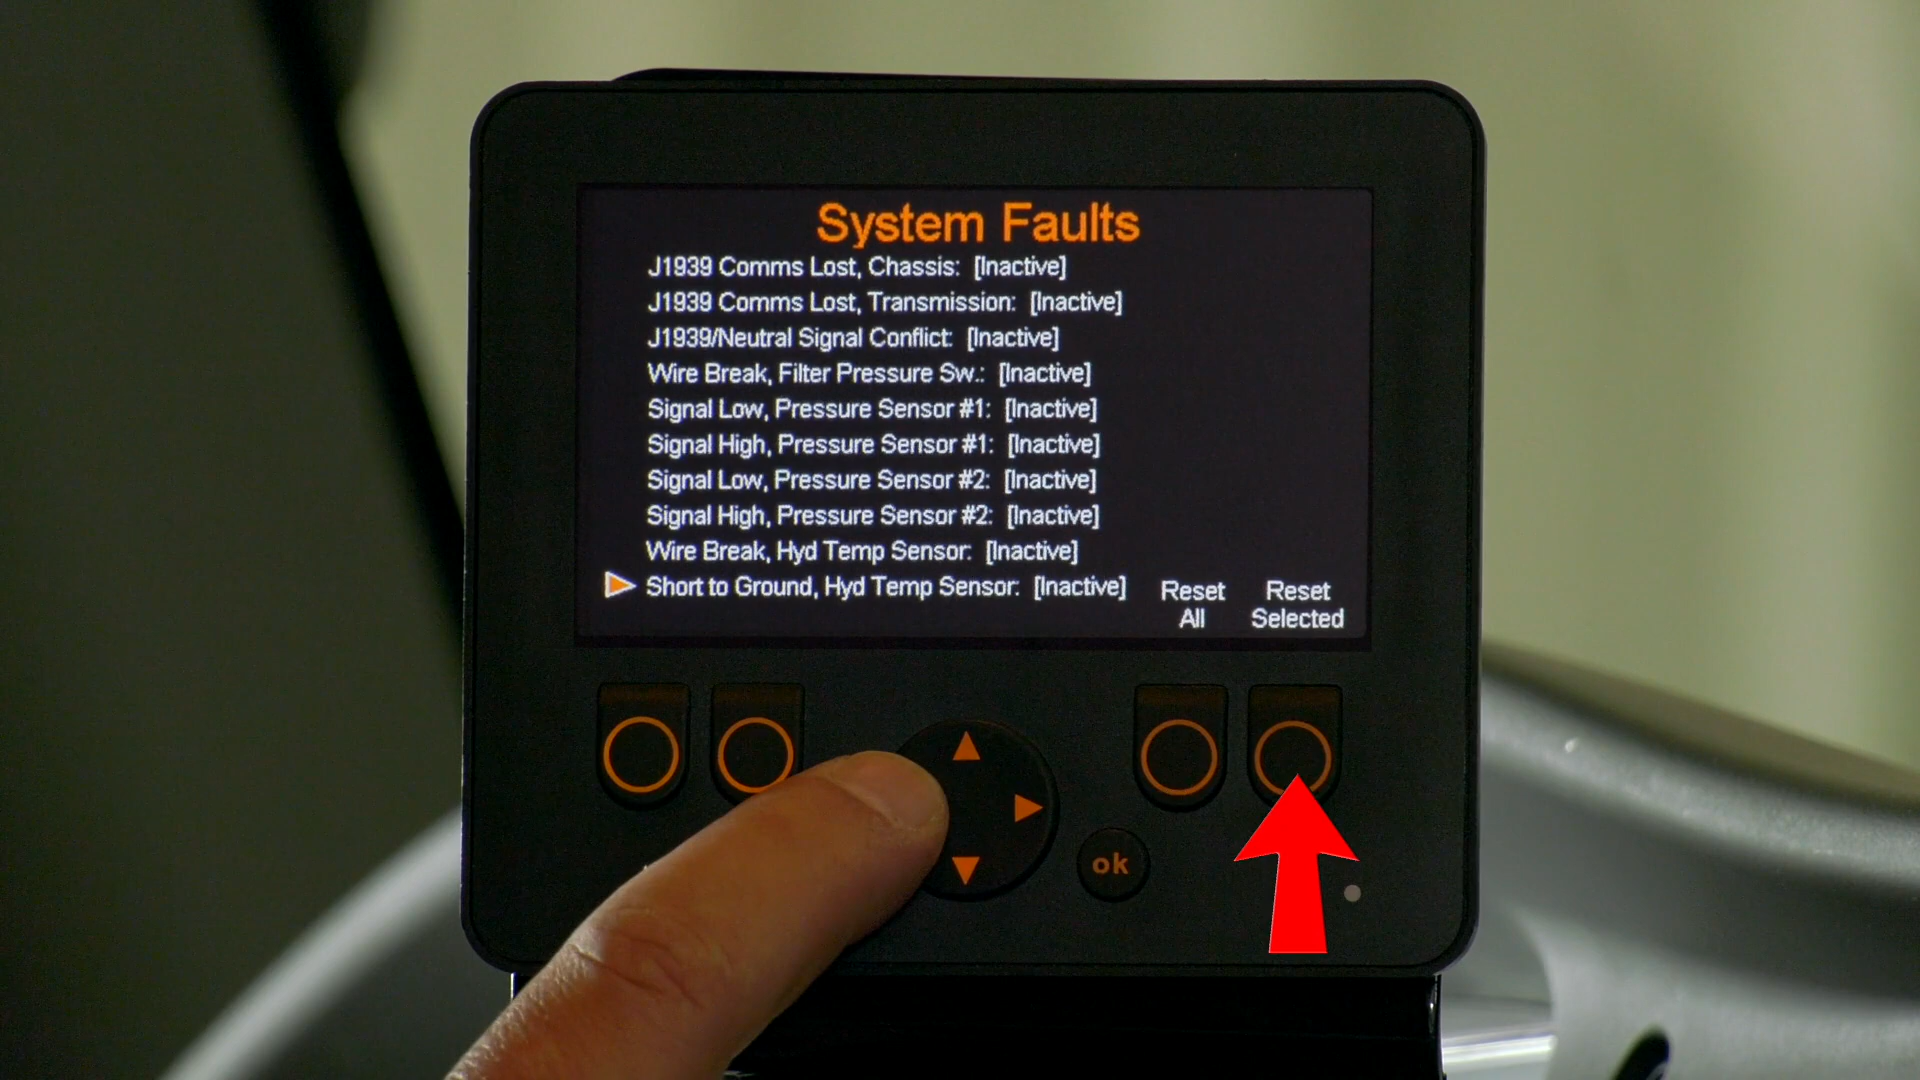 System Faults
J1939 Comms Lost, Chassis: [Inactive]
J1939 Comms Lost, Transmission: [Inactive]
J1939/Neutral Signal Conflict: [Inactive]
Wire Break, Filter Pressure Sw.: [Inactive]
Signal Low, Pressure Sensor #1: [Inactive]
Signal High, Pressure Sensor #1: [Inactive]
Signal Low, Pressure Sensor #2: [Inactive]
Signal High, Pressure Sensor #2: [Inactive]
Wire Break, Hyd Temp Sensor: [Inactive]
Short to Ground, Hyd Temp Sensor: [Inactive]
Reset
All
Reset
Selected
ok